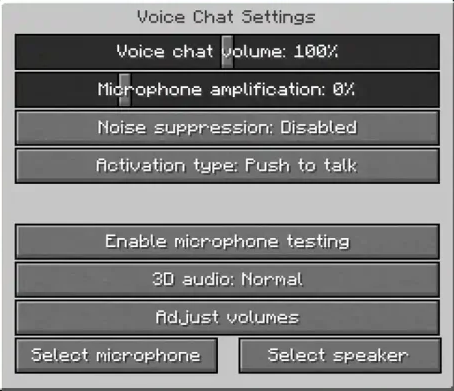 Voice Chat Settings
Voice chat volume: 100%
Microphone amplification: 0%
Noise suppression: Disabled
Activation type: Push to talk
Enable microphone testing
3D audio: Normal
Adjust volumes
Select microphone
Select speaker